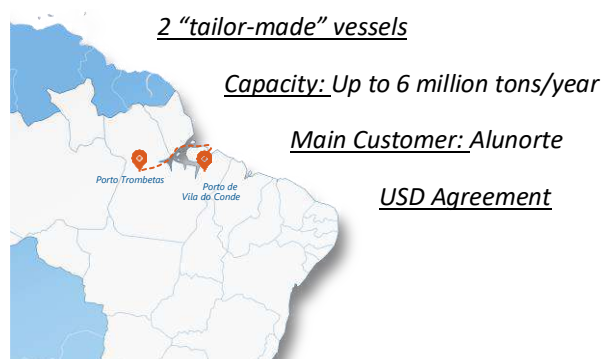 2 “tailor-made” vessels
Capacity: Up to 6 million tons/year
Main Customer: Alunorte
Porto Trombetas
Porto de
Vila do Conde
USD Agreement